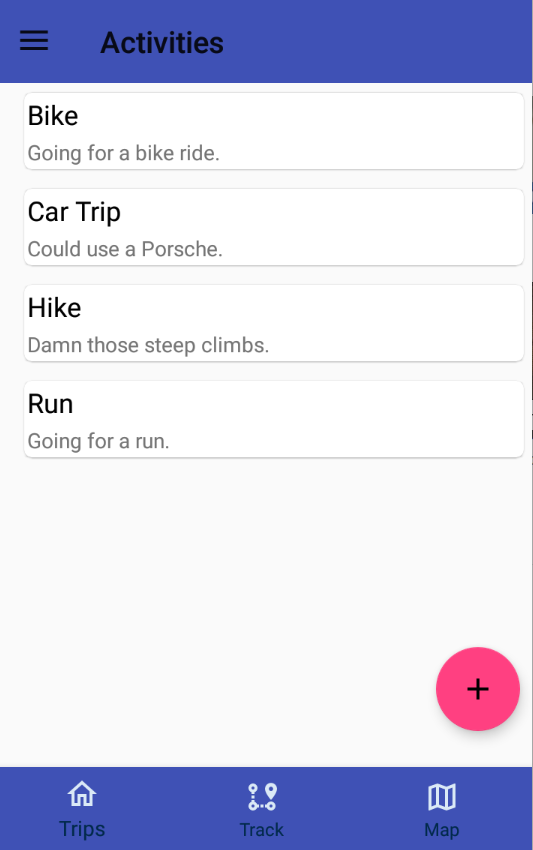 Activities
Bike
Going for a bike ride.
Car Trip
Could use a Porsche.
Hike
Damn those steep climbs.
Run
Going for a run.
Trips
Track
Map